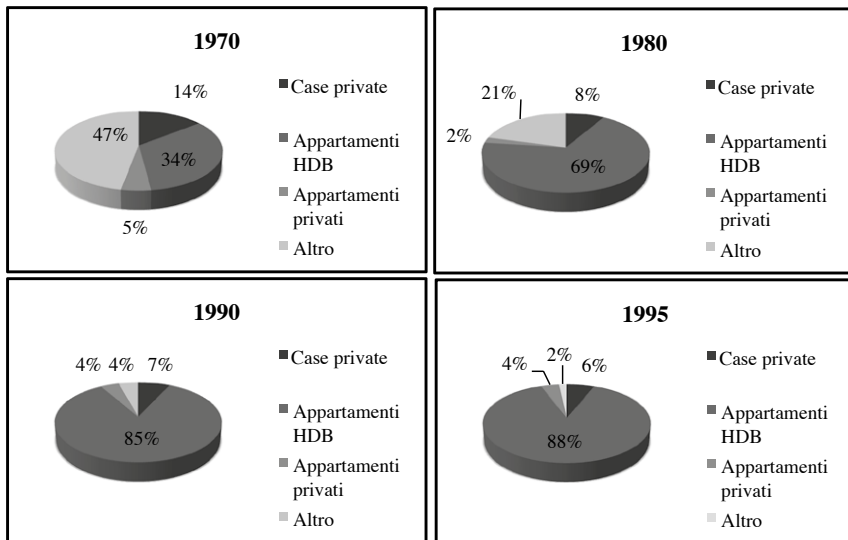 1970
14%
47%
34%
5%
Case private
Appartamenti
HDB
Appartamenti
privati
Altro
1980
21%
8%
2%
69%
Case private
Appartamenti
HDB
Appartamenti
privati
Altro
1990
4%
4%
7%
85%
Case private
Appartamenti
HDB
Appartamenti
privati
Altro
1995
4%
2%
6%
88%
Case private
Appartamenti
HDB
Appartamenti
privati
Altro